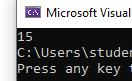 Microsoft Visual
15
C:\Users\studen
Press any key t